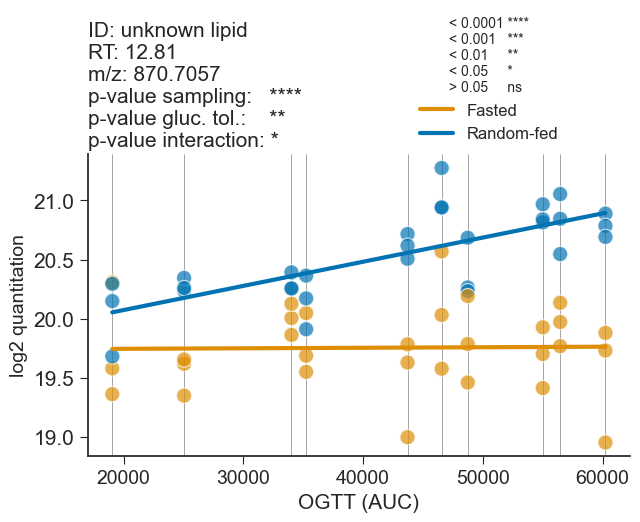 ID: unknown lipid
RT: 12.81
m/z: 870.7057
p-value sampling: ****
p-value gluc. tol.: **
p-value interaction: *
< 0.0001 ****
< 0.001 ***
< 0.01 **
< 0.05 *
> 0.05 ns
Fasted
Random-fed
log2 quantitation
21.0
20.5
20.0
19.5
19.0
20000 30000 40000 50000 60000
OGTT (AUC)